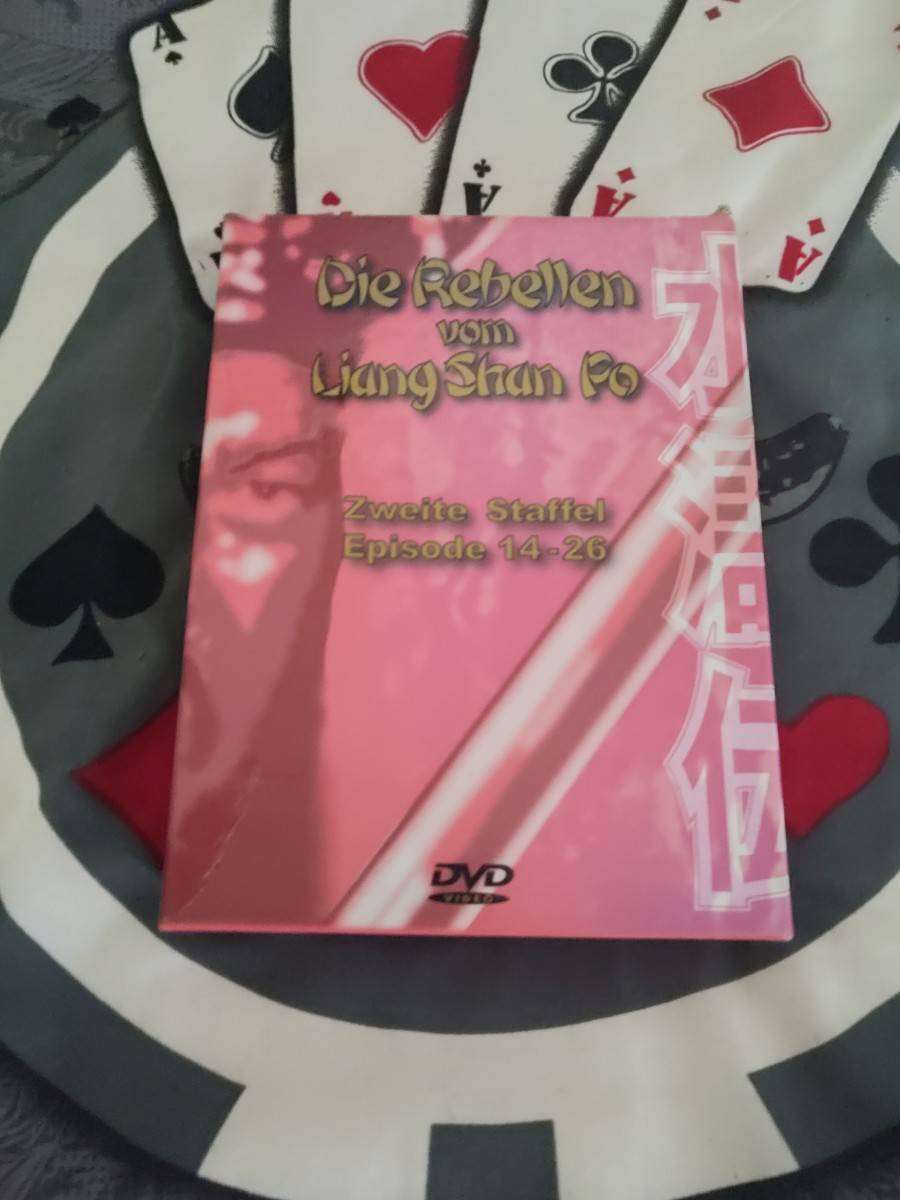 A
A
A
A
Die Rebellen
vom
Liang Shan Po
水滸伝
Zweite Staffel
Episode 14-26
DVD
VIDEO